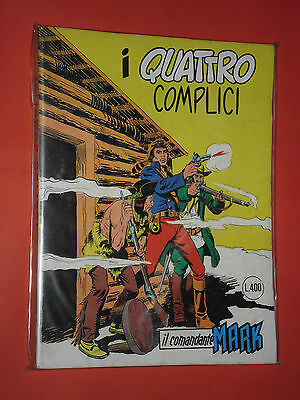 i QUATTRO
COMPLICI
L.400
il comandante MARK